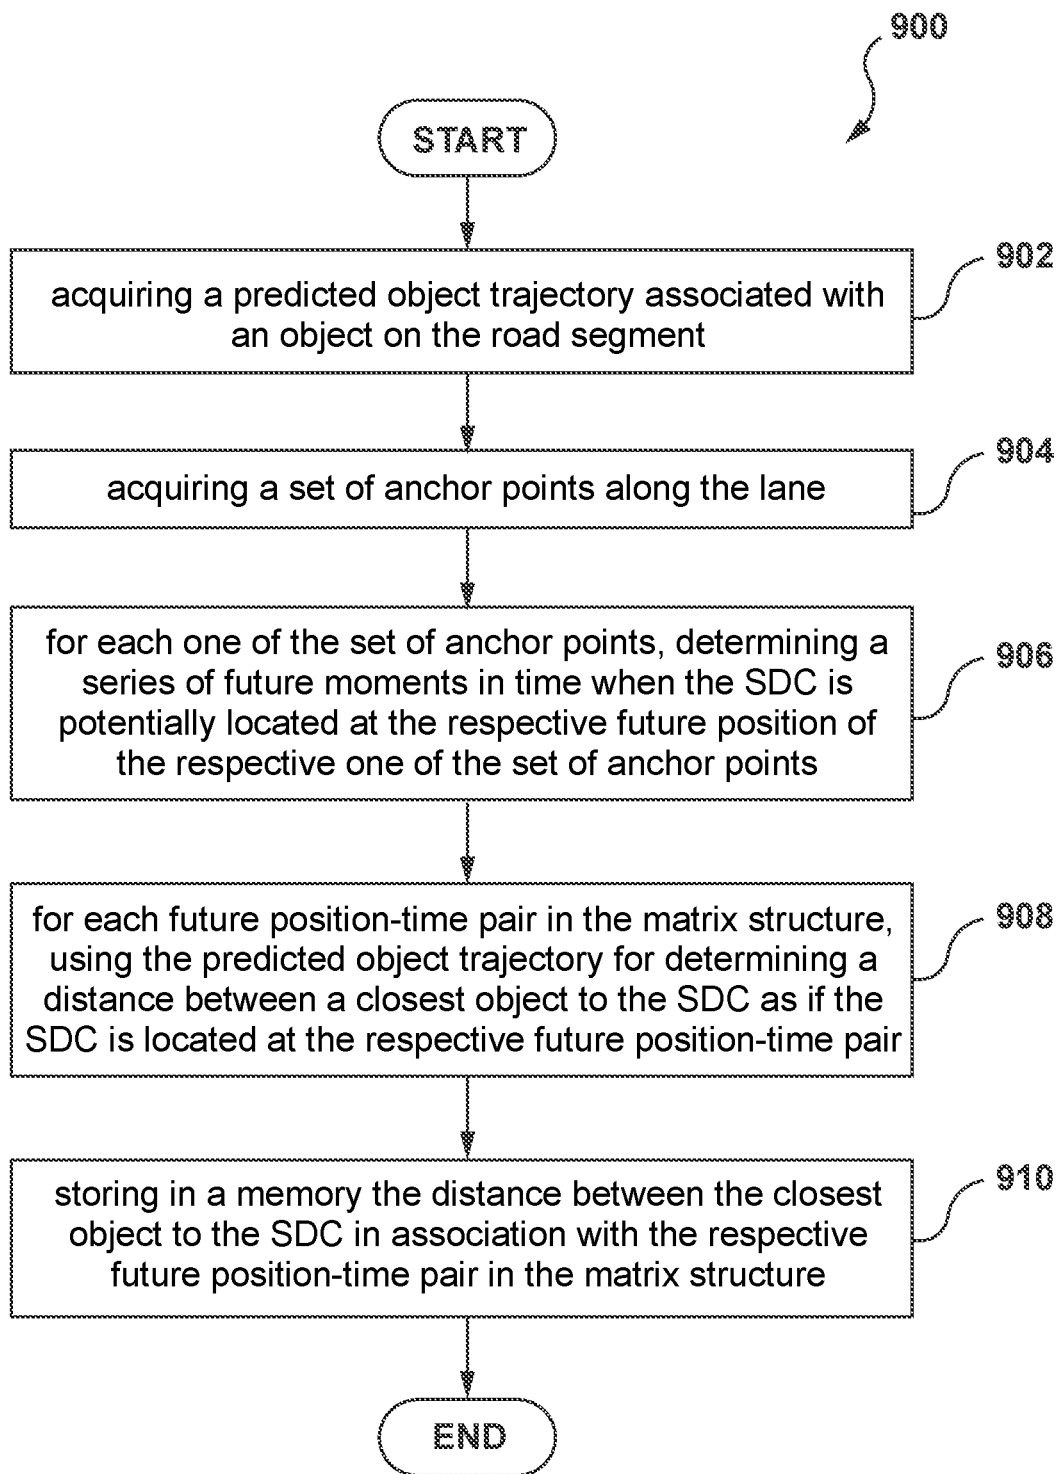 900
START
902
acquiring a predicted object trajectory associated with
an object on the road segment
904
acquiring a set of anchor points along the lane
906
for each one of the set of anchor points, determining a
series of future moments in time when the SDC is
potentially located at the respective future position of
the respective one of the set of anchor points
908
for each future position-time pair in the matrix structure,
using the predicted object trajectory for determining a
distance between a closest object to the SDC as if the
SDC is located at the respective future position-time pair
910
storing in a memory the distance between the closest
object to the SDC in association with the respective
future position-time pair in the matrix structure
END